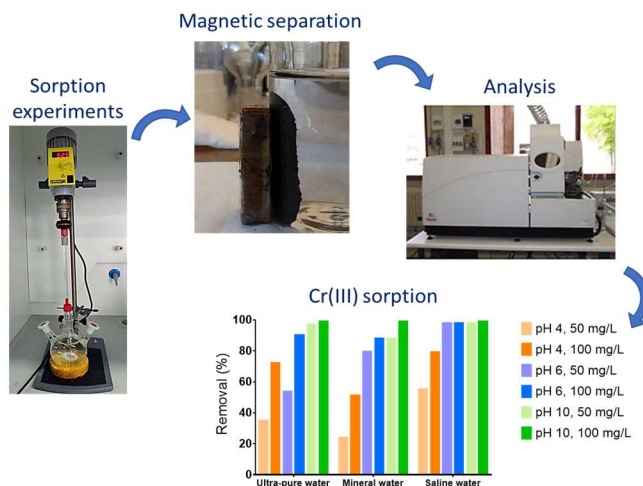 Magnetic separation
Sorption
experiments
Analysis
Cr(III) sorption
Removal (%)
100
80
60
40
20
0
Ultra-pure water
Mineral water
Saline water
pH 4, 50 mg/L
pH 4, 100 mg/L
pH 6, 50 mg/L
pH 6, 100 mg/L
pH 10, 50 mg/L
pH 10, 100 mg/L